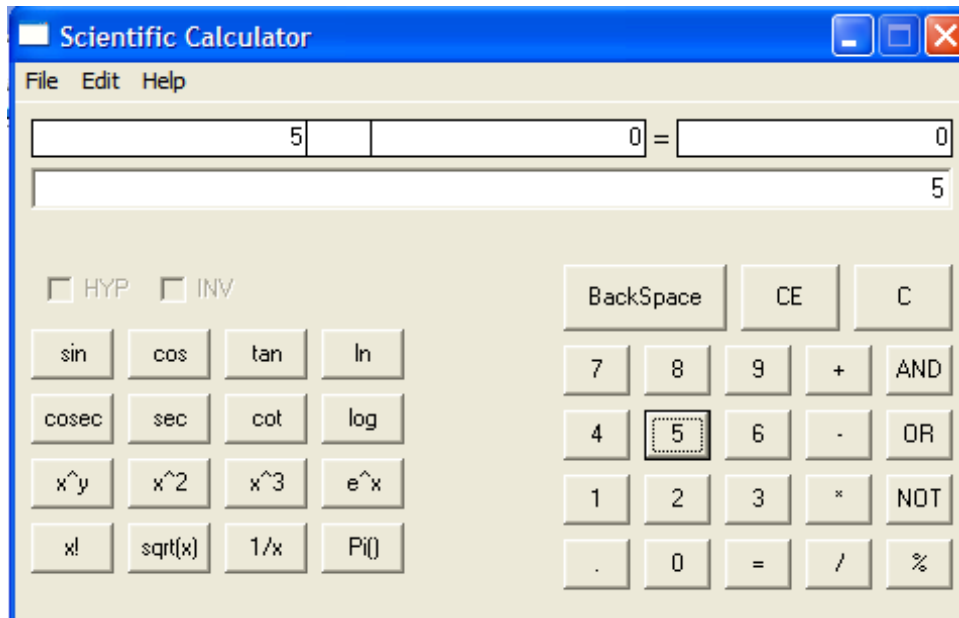 Scientific Calculator
File Edit Help
5 0 = 0
5
HYP INV
BackSpace CE C
sin cos tan ln
7 8 9 + AND
cosec sec cot log
4 5 6 - OR
x^y x^2 x^3 e^x
1 2 3 * NOT
x! sqrt(x) 1/x Pi()
. 0 = / %